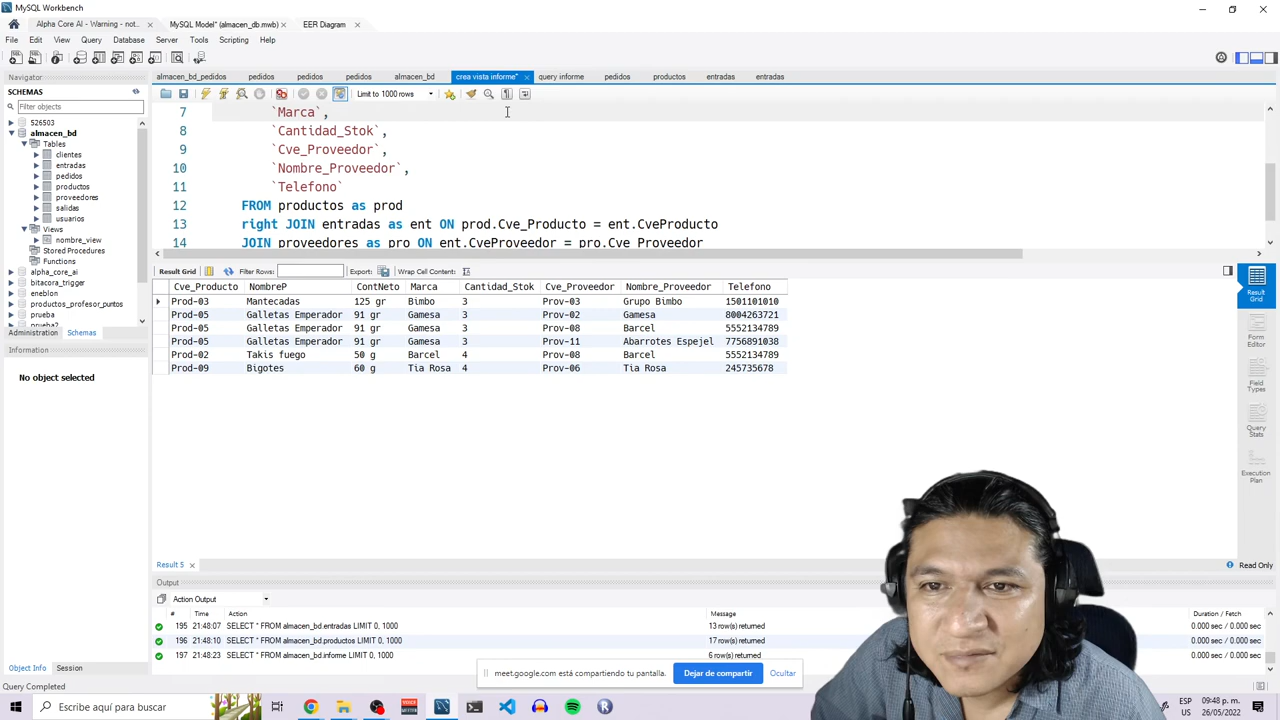 MySQL Workbench
Alpha Core AI - Warning - not...
MySQL Model* (almacen_db.mwb)
EER Diagram
File Edit View Query Database Server Tools Scripting Help
Navigator
SCHEMAS
Filter objects
526503
almacen_bd
Tables
clientes
entradas
pedidos
productos
proveedores
salidas
usuarios
Views
nombre_view
Stored Procedures
Functions
alpha_core_ai
bitacora_trigger
eneblon
productos_profesor_puntos
prueba
prueba2
Administration Schemas
Information
No object selected
Object Info Session
Query Completed
almacen_bd_pedidos pedidos pedidos pedidos almacen_bd crea vista informe* query informe pedidos productos entradas entradas
Limit to 1000 rows
7 `Marca`,
8 `Cantidad_Stok`,
9 `Cve_Proveedor`,
10 `Nombre_Proveedor`,
11 `Telefono`
12 FROM productos as prod
13 right JOIN entradas as ent ON prod.Cve_Producto = ent.CveProducto
14 JOIN proveedores as pro ON ent.CveProveedor = pro.Cve_Proveedor
Result Grid Filter Rows: Export: Wrap Cell Content:
Cve_Producto NombreP ContNeto Marca Cantidad_Stok Cve_Proveedor Nombre_Proveedor Telefono
Prod-03 Mantecadas 125 gr Bimbo 3 Prov-03 Grupo Bimbo 1501101010
Prod-05 Galletas Emperador 91 gr Gamesa 3 Prov-02 Gamesa 8004263721
Prod-05 Galletas Emperador 91 gr Gamesa 3 Prov-08 Barcel 5552134789
Prod-05 Galletas Emperador 91 gr Gamesa 3 Prov-11 Abarrotes Espejel 7756891038
Prod-02 Takis fuego 50 g Barcel 4 Prov-08 Barcel 5552134789
Prod-09 Bigotes 60 g Tia Rosa 4 Prov-06 Tia Rosa 245735678
Result Grid
Form Editor
Field Types
Query Stats
Execution Plan
Result 5
Read Only
Output
Action Output
# Time Action Message Duration / Fetch
195 21:48:07 SELECT * FROM almacen_bd.entradas LIMIT 0, 1000 13 row(s) returned 0.000 sec / 0.000 sec
196 21:48:10 SELECT * FROM almacen_bd.productos LIMIT 0, 1000 17 row(s) returned 0.000 sec / 0.000 sec
197 21:48:23 SELECT * FROM almacen_bd.informe LIMIT 0, 1000 6 row(s) returned 0.000 sec / 0.000 sec
meet.google.com está compartiendo tu pantalla. Dejar de compartir Ocultar
Escribe aquí para buscar
ESP
US
09:48 p. m.
26/05/2022